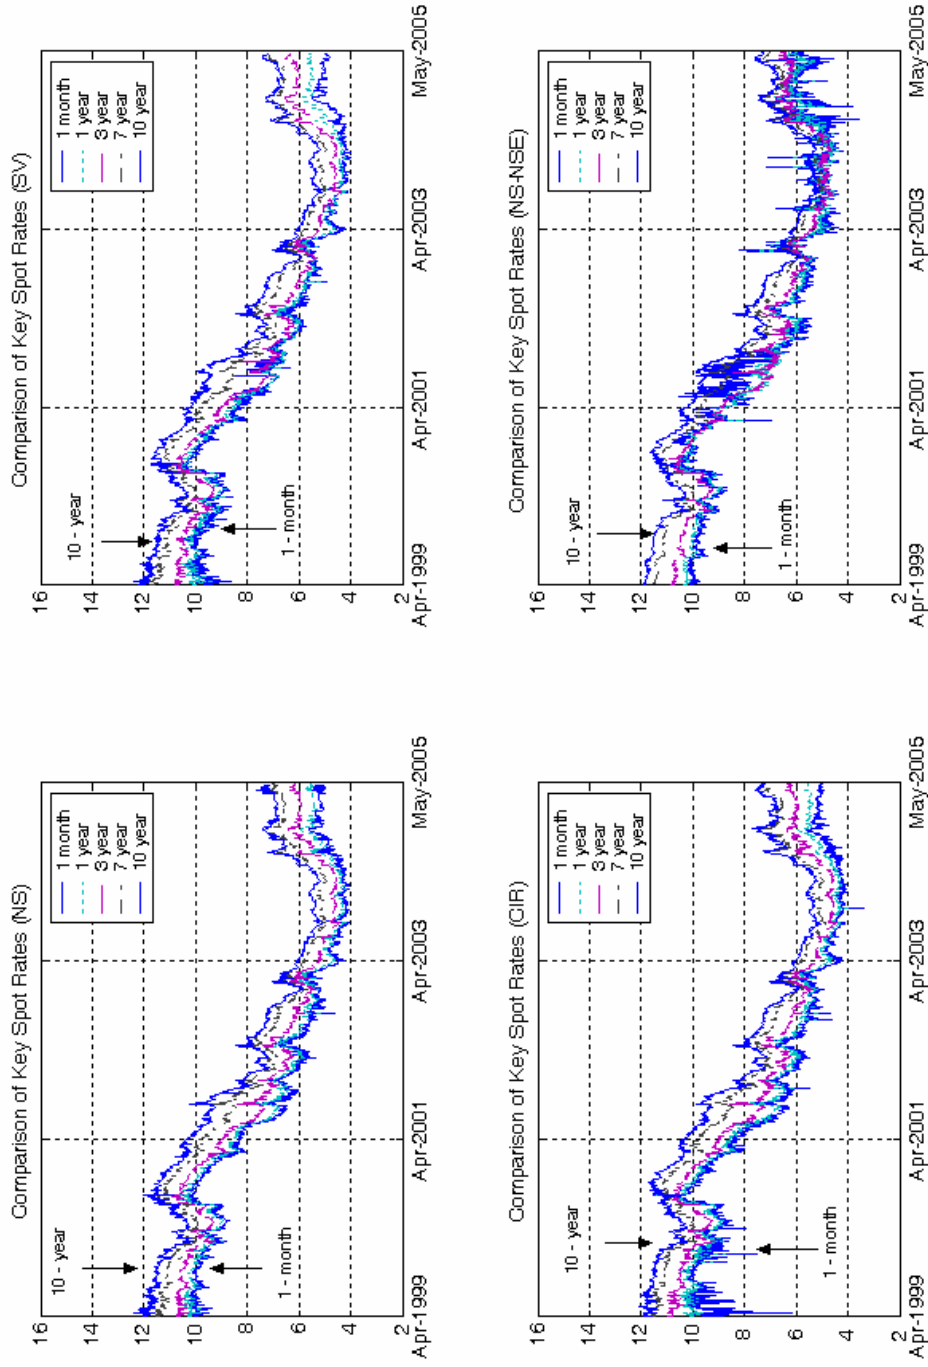 Comparison of Key Spot Rates (NS)
16
14
12
10
8
6
4
2
10 - year
1 - month
1 month
1 year
3 year
7 year
10 year
Apr-1999
Apr-2001
Apr-2003
May-2005
Comparison of Key Spot Rates (SV)
16
14
12
10
8
6
4
2
10 - year
1 - month
1 month
1 year
3 year
7 year
10 year
Apr-1999
Apr-2001
Apr-2003
May-2005
Comparison of Key Spot Rates (CIR)
16
14
12
10
8
6
4
2
10 - year
1 - month
1 month
1 year
3 year
7 year
10 year
Apr-1999
Apr-2001
Apr-2003
May-2005
Comparison of Key Spot Rates (NS-NSE)
16
14
12
10
8
6
4
2
10 - year
1 - month
1 month
1 year
3 year
7 year
10 year
Apr-1999
Apr-2001
Apr-2003
May-2005